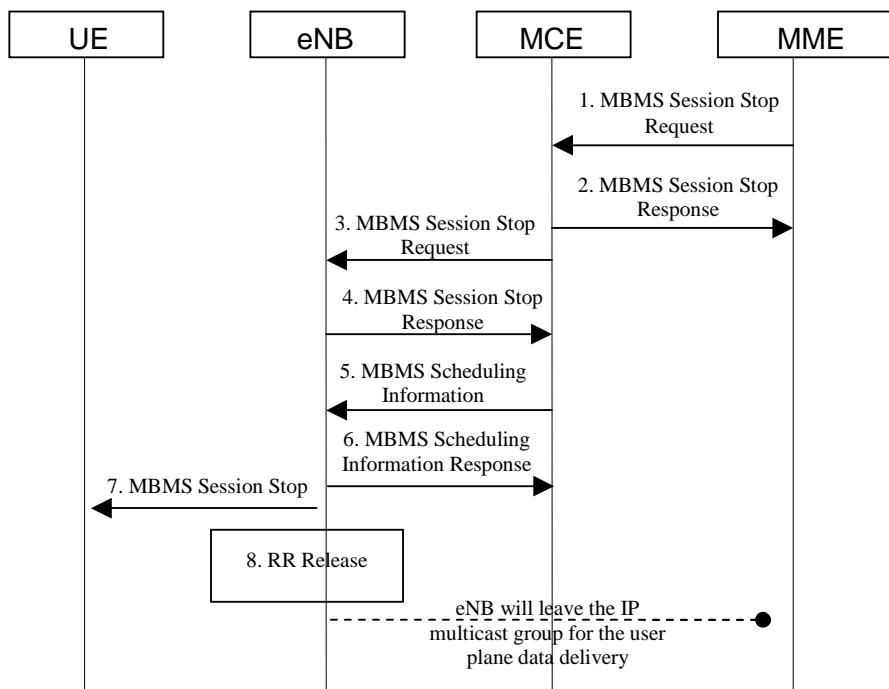 UE
eNB
MCE
MME
1. MBMS Session Stop
Request
2. MBMS Session Stop
Response
3. MBMS Session Stop
Request
4. MBMS Session Stop
Response
5. MBMS Scheduling
Information
6. MBMS Scheduling
Information Response
7. MBMS Session Stop
8. RR Release
eNB will leave the IP
multicast group for the user
plane data delivery